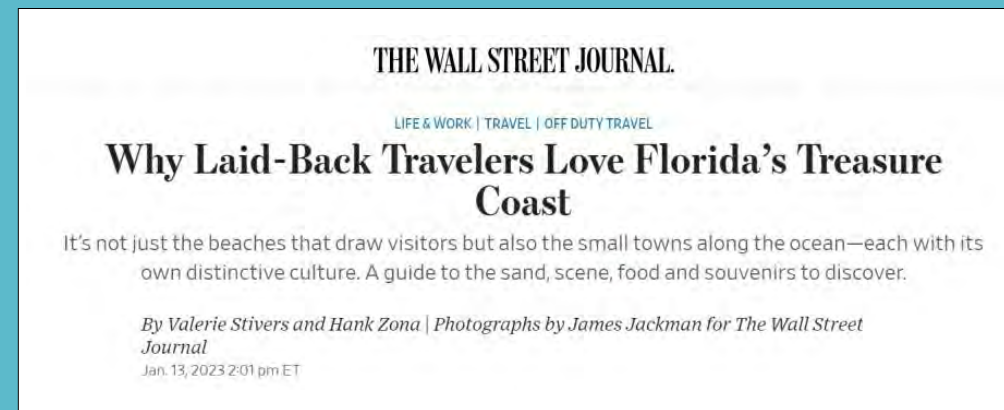 THE WALL STREET JOURNAL.
LIFE & WORK | TRAVEL | OFF DUTY TRAVEL
Why Laid-Back Travelers Love Florida's Treasure
Coast
It's not just the beaches that draw visitors but also the small towns along the ocean—each with its
own distinctive culture. A guide to the sand, scene, food and souvenirs to discover.
By Valerie Stivers and Hank Zona | Photographs by James Jackman for The Wall Street
Journal
Jan. 13, 2023 2:01 pm ET